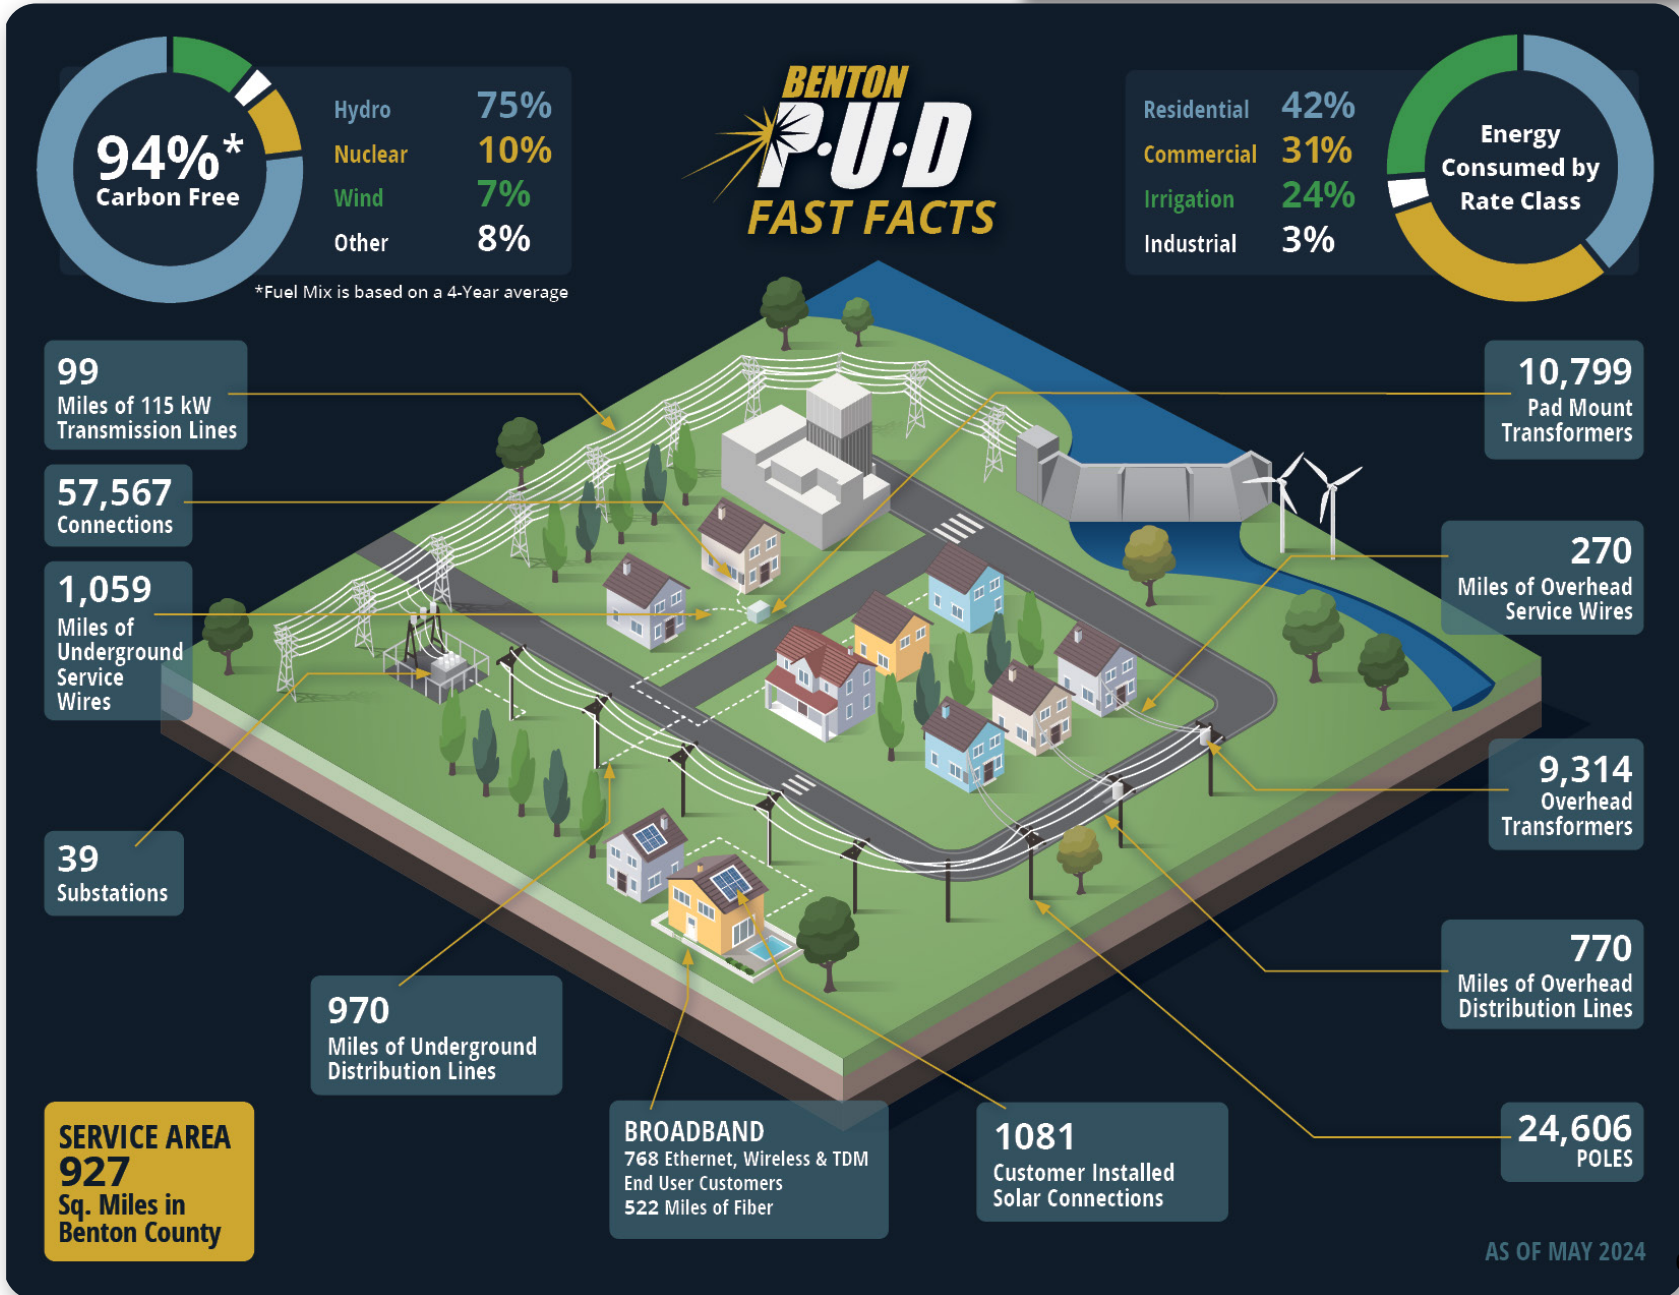 94%*
Carbon Free
Hydro 75%
Nuclear 10%
Wind 7%
Other 8%
*Fuel Mix is based on a 4-Year average
BENTON
P·U·D
FAST FACTS
Residential 42%
Commercial 31%
Irrigation 24%
Industrial 3%
Energy
Consumed by
Rate Class
99
Miles of 115 kW
Transmission Lines
57,567
Connections
1,059
Miles of
Underground
Service
Wires
39
Substations
970
Miles of Underground
Distribution Lines
SERVICE AREA
927
Sq. Miles in
Benton County
BROADBAND
768 Ethernet, Wireless & TDM
End User Customers
522 Miles of Fiber
1081
Customer Installed
Solar Connections
10,799
Pad Mount
Transformers
270
Miles of Overhead
Service Wires
9,314
Overhead
Transformers
770
Miles of Overhead
Distribution Lines
24,606
POLES
AS OF MAY 2024